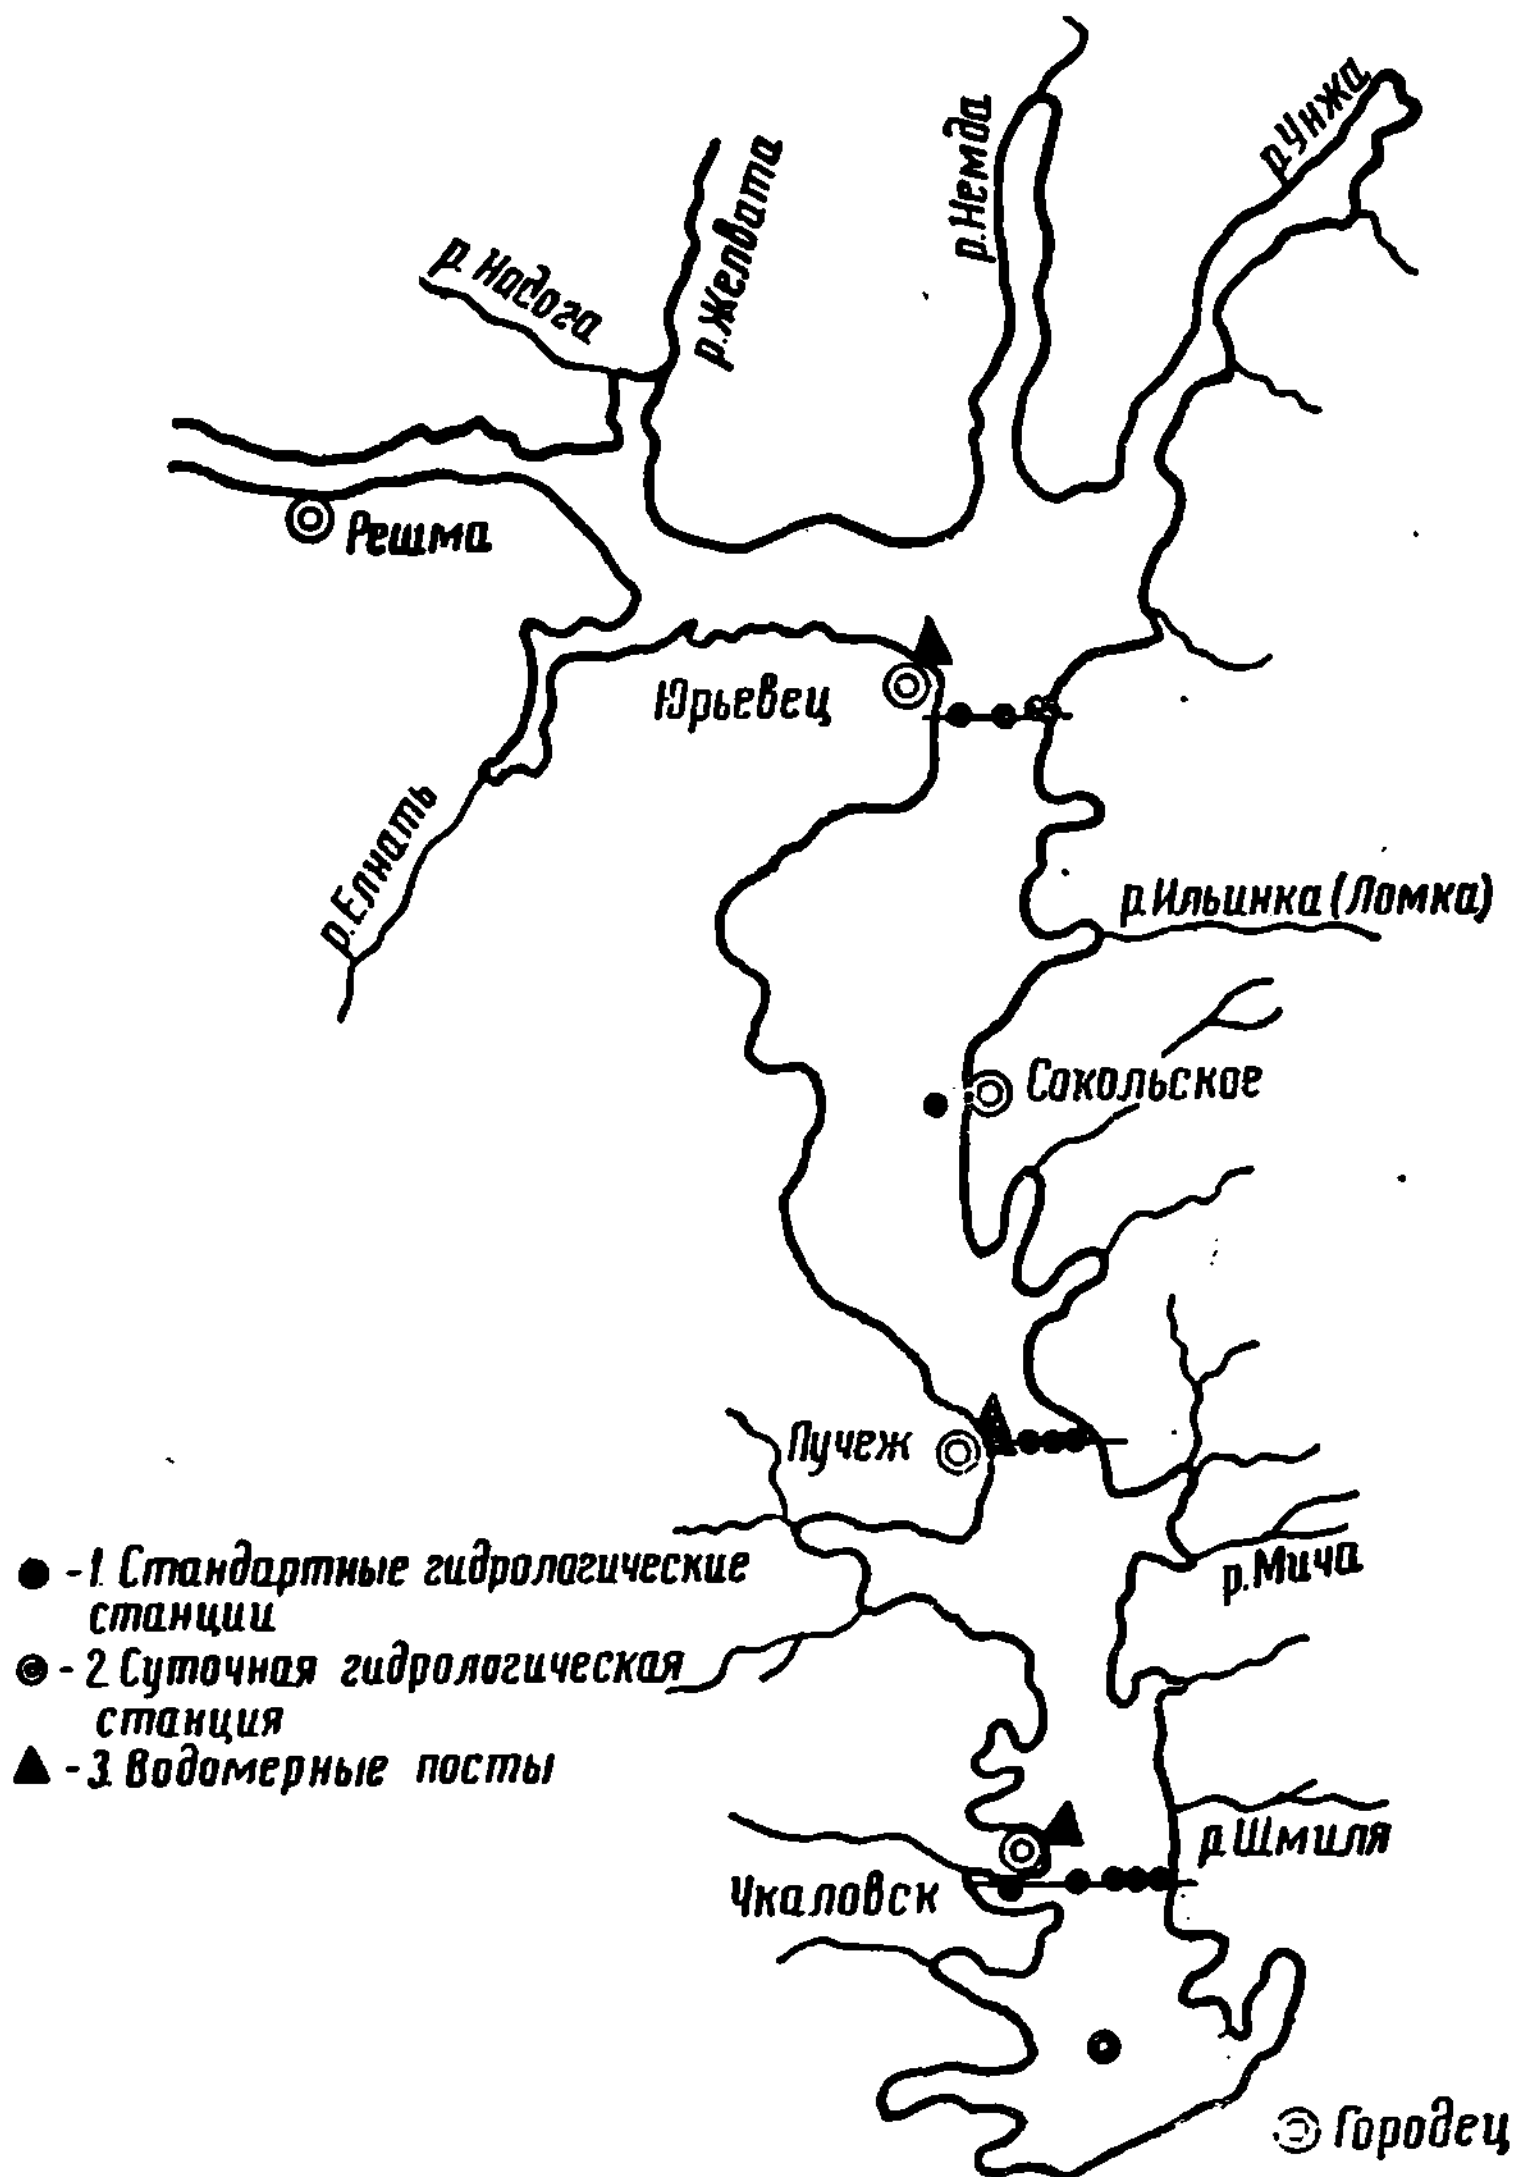 р. Унжа
р. Немда
р. Желвата
р. Надога
Решма
Юрьевец
р. Елнать
р. Ильинка (Ломка)
Сокольское
Пучеж
● - 1. Стандартные гидрологические
станции
р. Мича
- 2 Суточная гидрологическая
станция
▲ - 3. Водомерные посты
р. Шмиля
Чкаловск
Городец